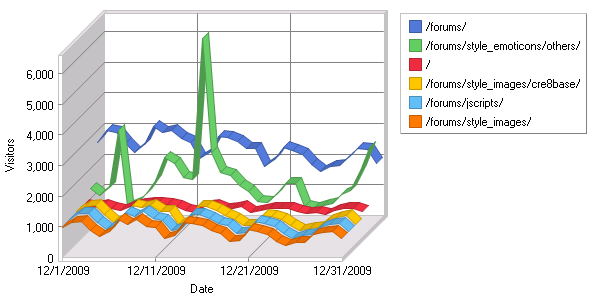 /forums/
/forums/style_emoticons/others/
/
/forums/style_images/cre8base/
/forums/jscripts/
/forums/style_images/
Visitors
6,000
5,000
4,000
3,000
2,000
1,000
0
12/1/2009 12/11/2009 12/21/2009 12/31/2009
Date